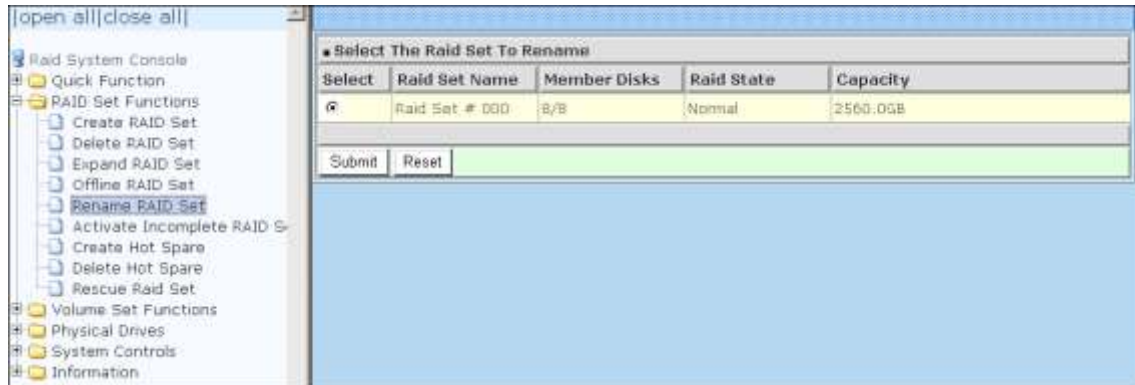 |open all|close all|
Raid System Console
Quick Function
RAID Set Functions
Create RAID Set
Delete RAID Set
Expand RAID Set
Offline RAID Set
Rename RAID Set
Activate Incomplete RAID S
Create Hot Spare
Delete Hot Spare
Rescue Raid Set
Volume Set Functions
Physical Drives
System Controls
Information
Select The Raid Set To Rename
Select Raid Set Name Member Disks Raid State Capacity
Raid Set # 000 8/8 Normal 2560.0GB
Submit Reset